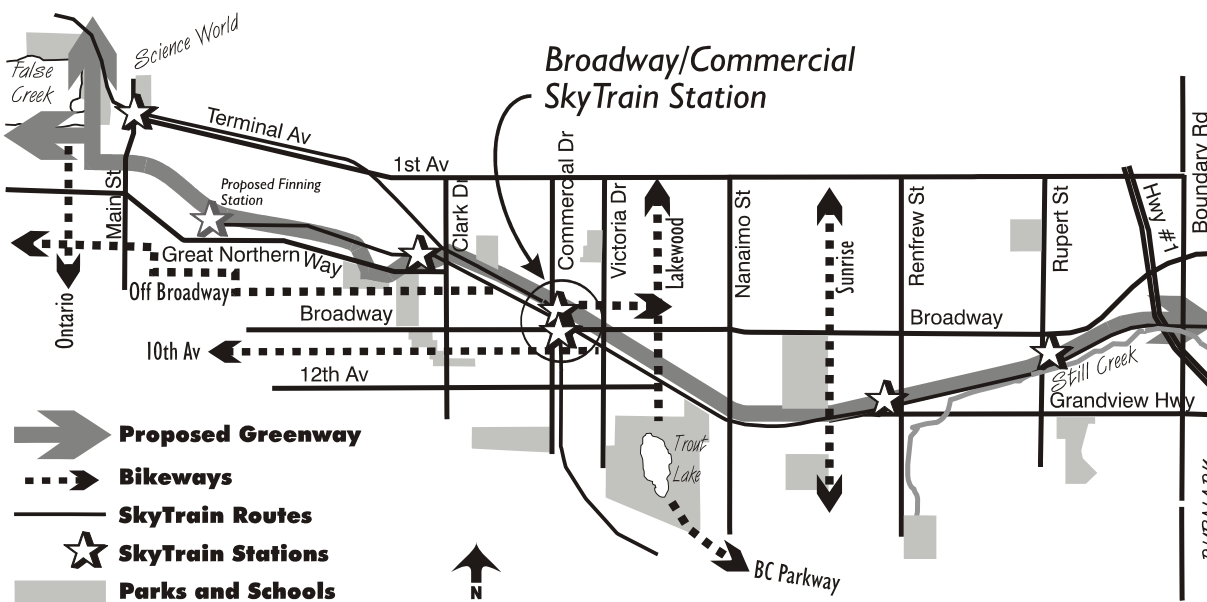 Science World
False
Creek
Broadway/Commercial
SkyTrain Station
Terminal Av
1st Av
Main St
Proposed Finning
Station
Clark Dr
Commercial Dr
Victoria Dr
Lakewood
Nanaimo St
Sunrise
Renfrew St
Rupert St
Hwy #1
Boundary Rd
Great Northern Way
Off Broadway
Ontario
Broadway
Broadway
10th Av
12th Av
Still Creek
Grandview Hwy
Trout
Lake
BC Parkway
Proposed Greenway
Bikeways
SkyTrain Routes
SkyTrain Stations
Parks and Schools
N